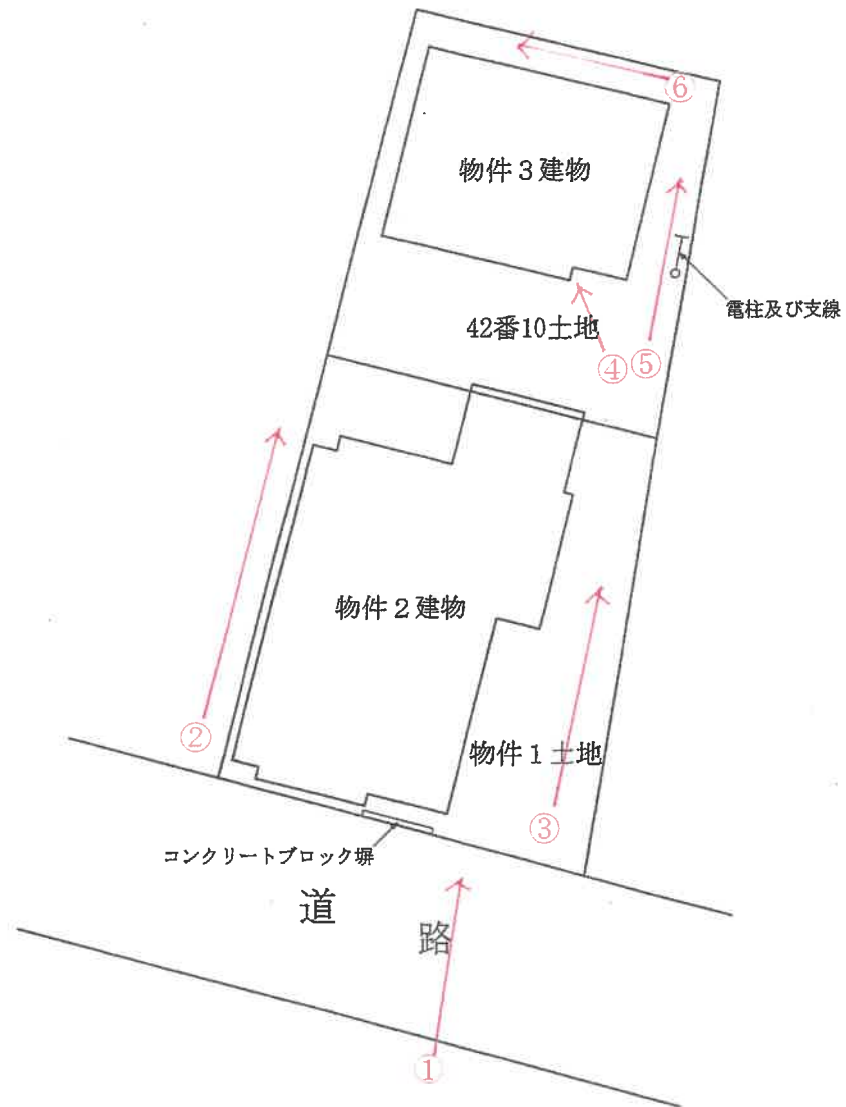 ⑥
物件３建物
電柱及び支線
42番10土地
④
⑤
物件２建物
②
物件１土地
③
コンクリートブロック塀
道
路
①